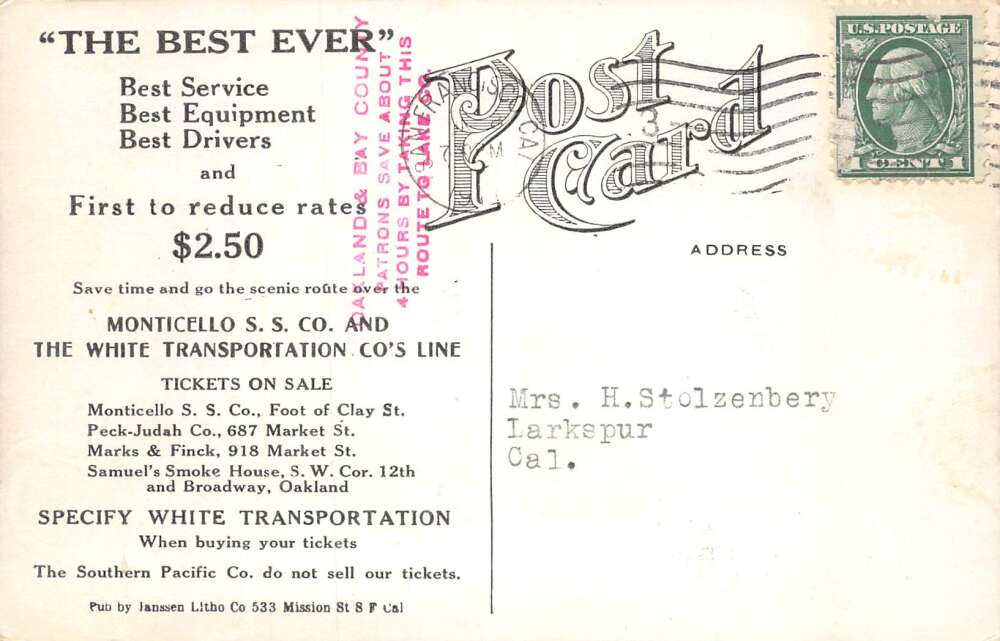 "THE BEST EVER"
Best Service
Best Equipment
Best Drivers
and
First to reduce rates
$2.50
Save time and go the scenic route over the
MONTICELLO S. S. CO. AND
THE WHITE TRANSPORTATION CO'S LINE
TICKETS ON SALE
Monticello S. S. Co., Foot of Clay St.
Peck-Judah Co., 687 Market St.
Marks & Finck, 918 Market St.
Samuel's Smoke House, S. W. Cor. 12th
and Broadway, Oakland
SPECIFY WHITE TRANSPORTATION
When buying your tickets
The Southern Pacific Co. do not sell our tickets.
Pub by Janssen Litho Co 533 Mission St S F Cal
OAKLAND & BAY COUNTY
PATRONS SAVE ABOUT
4 HOURS BY TAKING THIS
ROUTE TO LAKE CO.
Post Card
SAN FRANCISCO CAL
3
U.S. POSTAGE
1 CENT 1
ADDRESS
Mrs. H.Stolzenbery
Larkspur
Cal.